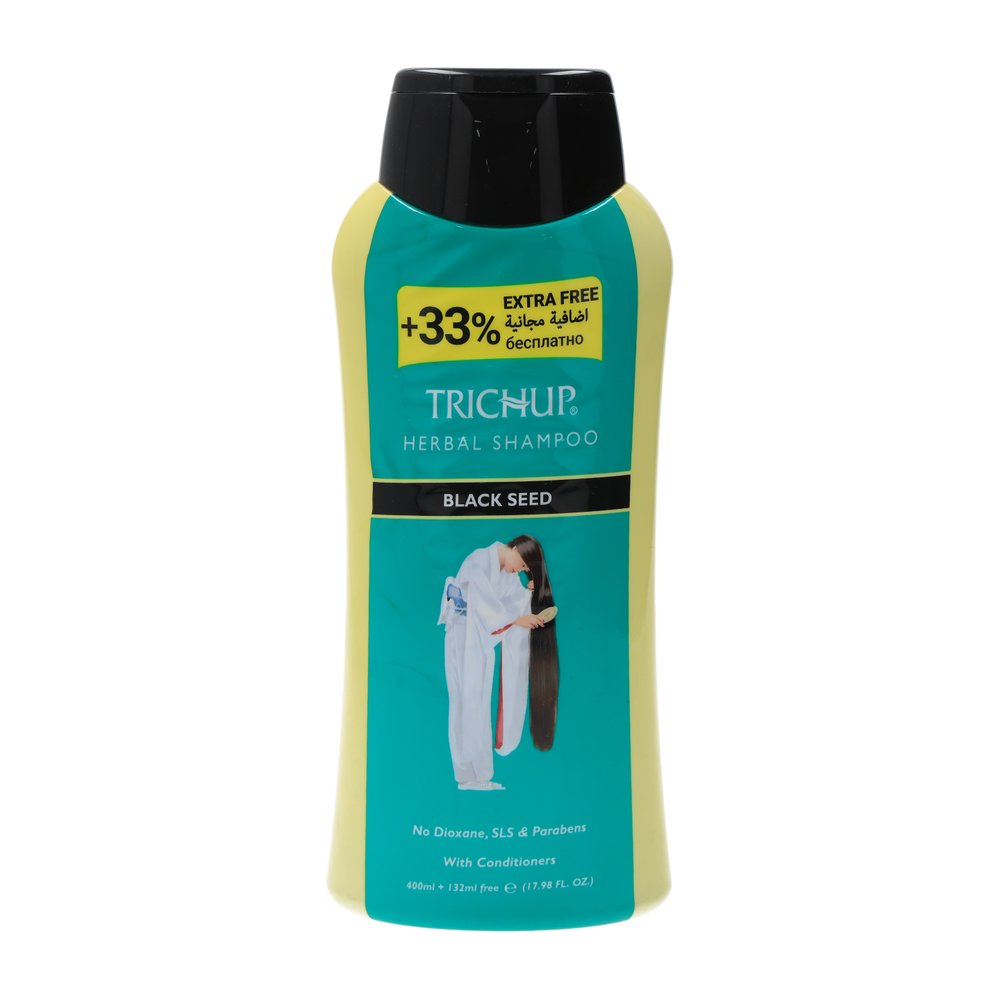 +33%
EXTRA FREE
اضافية مجانية
бесплатно
TRICHUP®
HERBAL SHAMPOO
BLACK SEED
No Dioxane, SLS & Parabens
With Conditioners
400ml + 132ml free ℮ (17.98 FL. OZ.)